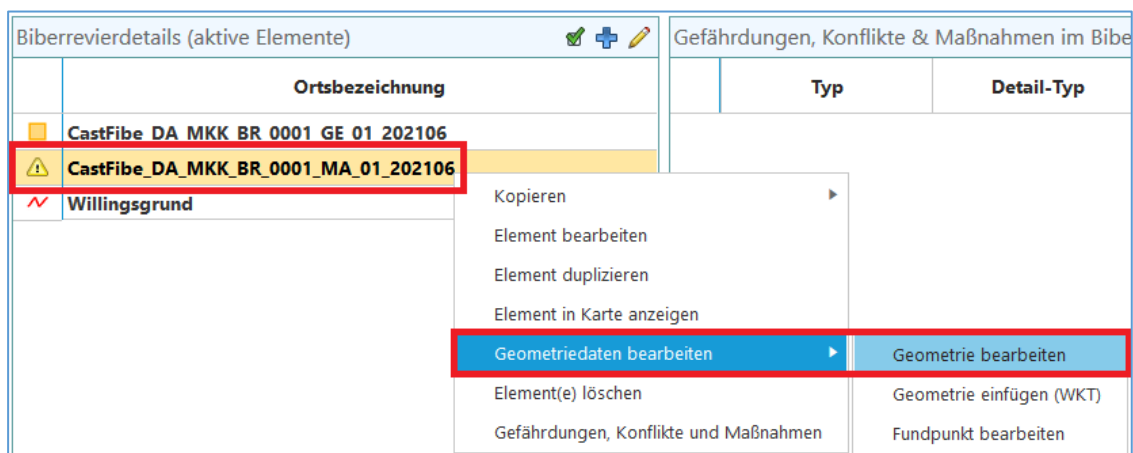 Biberrevierdetails (aktive Elemente)
Gefährdungen, Konflikte & Maßnahmen im Bibe
Ortsbezeichnung
Typ
Detail-Typ
CastFibe_DA_MKK_BR_0001_GE_01_202106
CastFibe_DA_MKK_BR_0001_MA_01_202106
Willingsgrund
Kopieren
Element bearbeiten
Element duplizieren
Element in Karte anzeigen
Geometriedaten bearbeiten
Geometrie bearbeiten
Element(e) löschen
Geometrie einfügen (WKT)
Gefährdungen, Konflikte und Maßnahmen
Fundpunkt bearbeiten